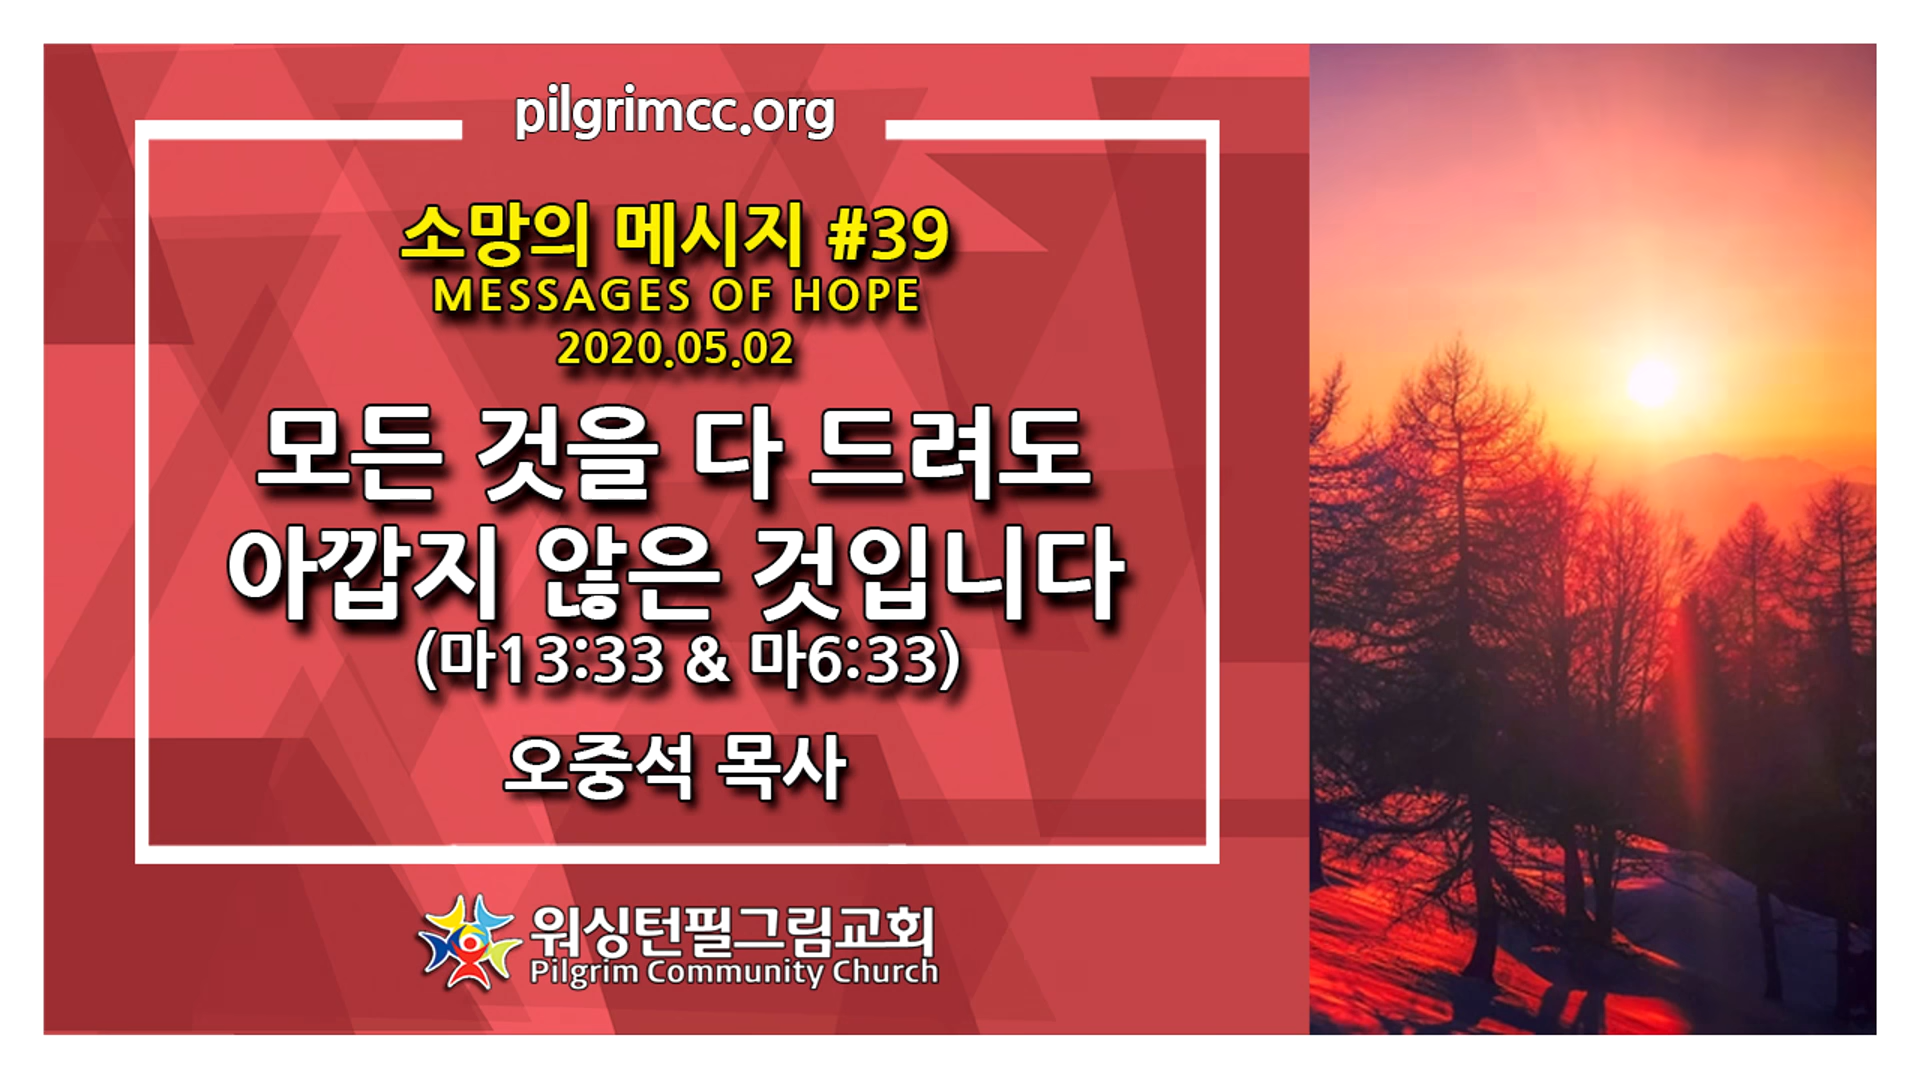 pilgrimcc.org
소망의 메시지 #39
MESSAGES OF HOPE
2020.05.02
모든 것을 다 드려도
아깝지 않은 것입니다
(마13:33 & 마6:33)
오중석 목사
워싱턴필그림교회
Pilgrim Community Church